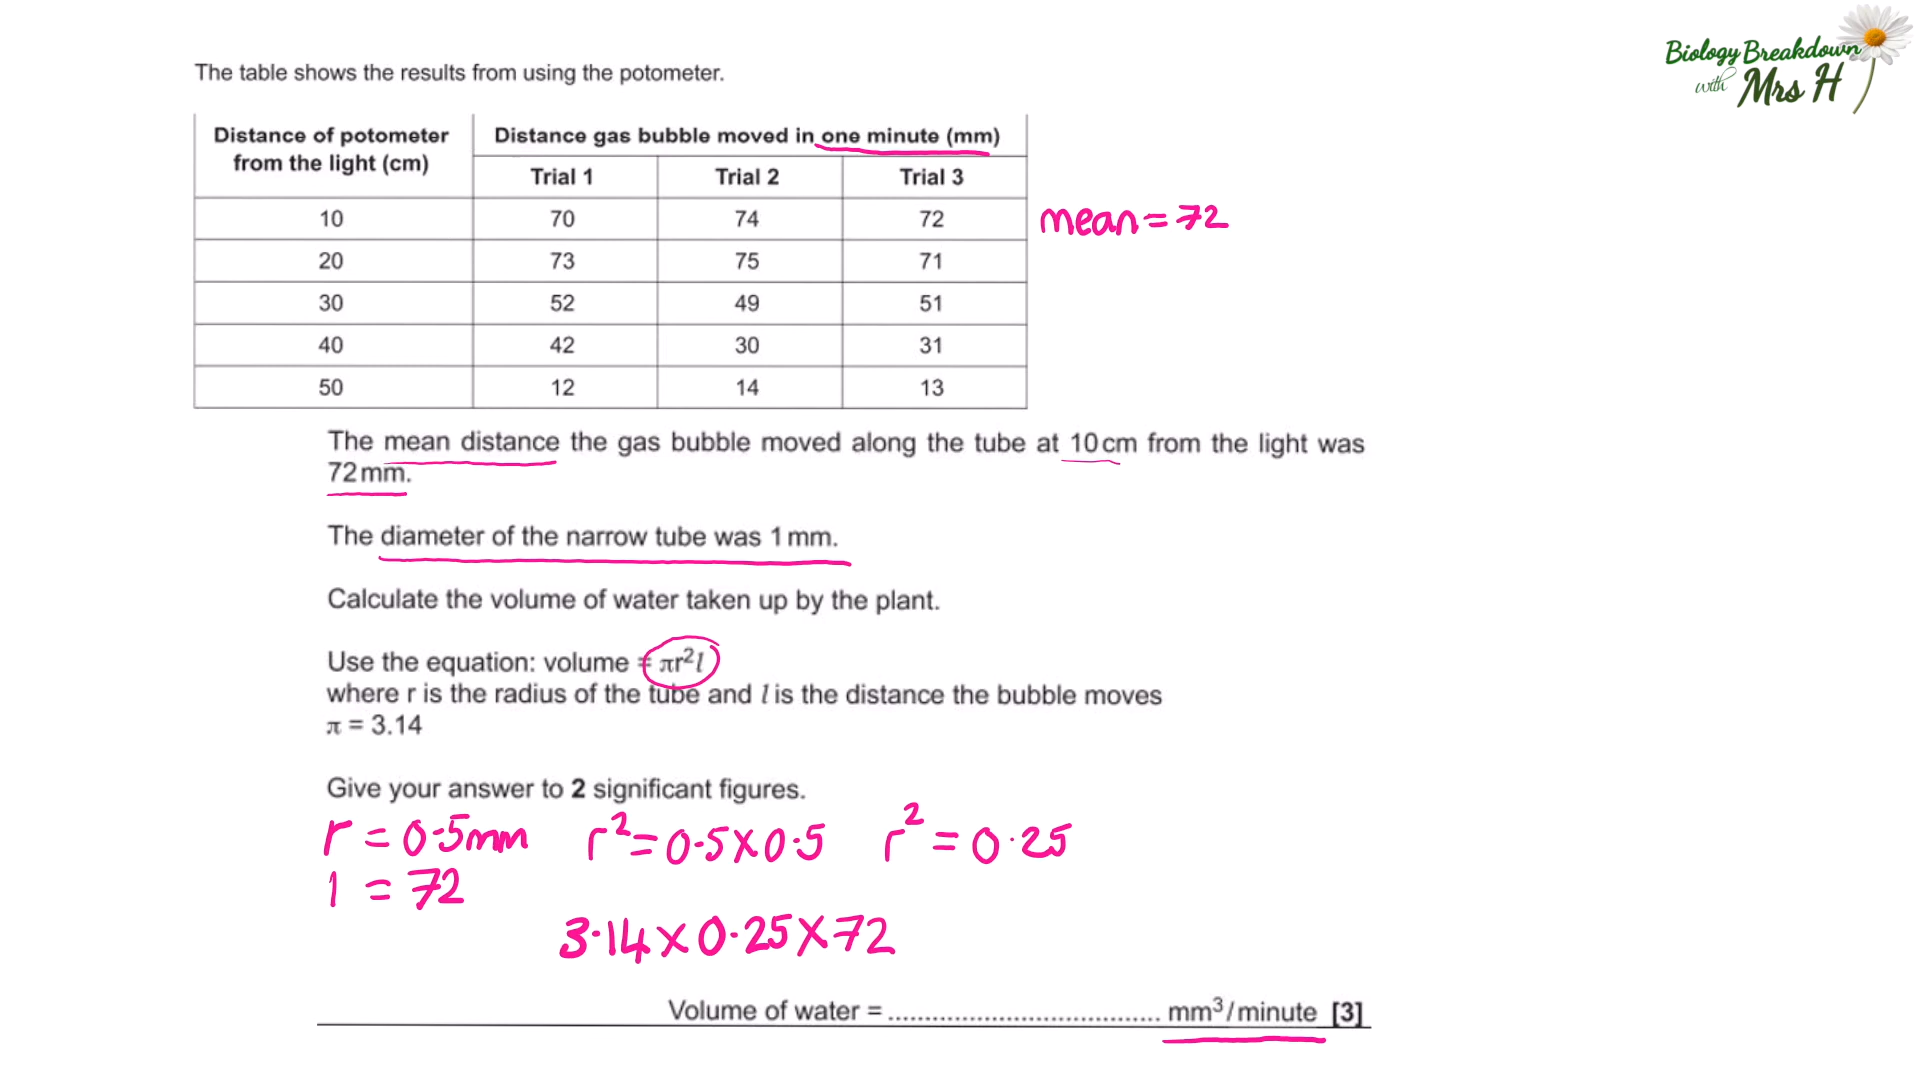 Biology Breakdown
with Mrs H
The table shows the results from using the potometer.
Distance of potometer from the light (cm) Distance gas bubble moved in one minute (mm)
Trial 1 Trial 2 Trial 3
10 70 74 72 mean = 72
20 73 75 71
30 52 49 51
40 42 30 31
50 12 14 13
The mean distance the gas bubble moved along the tube at 10 cm from the light was
72 mm.
The diameter of the narrow tube was 1 mm.
Calculate the volume of water taken up by the plant.
Use the equation: volume = πr²l
where r is the radius of the tube and l is the distance the bubble moves
π = 3.14
Give your answer to 2 significant figures.
r = 0.5mm r² = 0.5 X 0.5 r² = 0.25
l = 72
3.14 X 0.25 X 72
Volume of water = ..................................... mm³/minute [3]